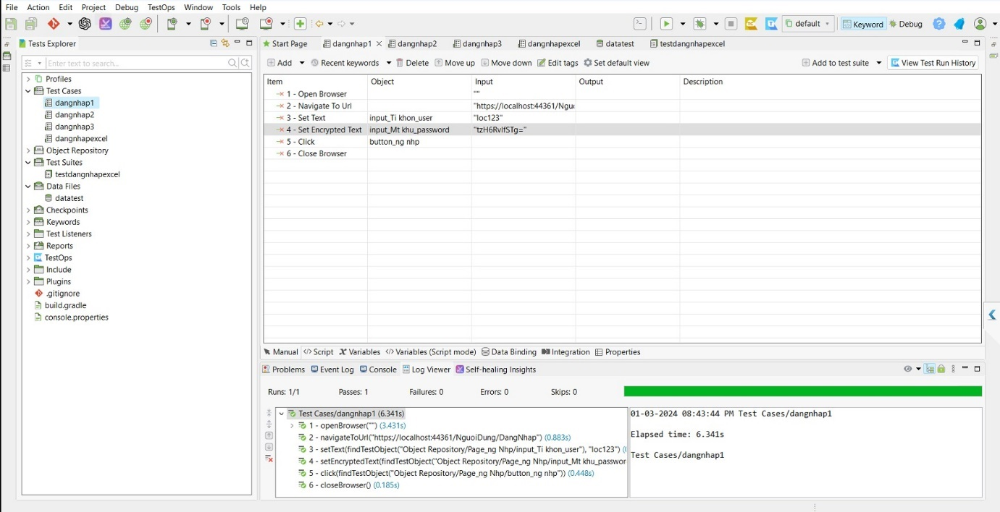 File Action Edit Project Debug TestOps Window Tools Help
default Keyword Debug
Tests Explorer
Enter text to search...
Profiles
Test Cases
dangnhap1
dangnhap2
dangnhap3
dangnhapexcel
Object Repository
Test Suites
testdangnhapexcel
Data Files
datatest
Checkpoints
Keywords
Test Listeners
Reports
TestOps
Include
Plugins
.gitignore
build.gradle
console.properties
Start Page dangnhap1 dangnhap2 dangnhap3 dangnhapexcel datatest testdangnhapexcel
Add Recent keywords Delete Move up Move down Edit tags Set default view Add to test suite View Test Run History
Item Object Input Output Description
1 - Open Browser ""
2 - Navigate To Url "https://localhost:44361/Nguo
3 - Set Text input_Ti khon_user "loc123"
4 - Set Encrypted Text input_Mt khu_password "tzH6RvlfSTg="
5 - Click button_ng nhp
6 - Close Browser
Manual Script Variables Variables (Script mode) Data Binding Integration Properties
Problems Event Log Console Log Viewer Self-healing Insights
Runs: 1/1 Passes: 1 Failures: 0 Errors: 0 Skips: 0
Test Cases/dangnhap1 (6.341s)
1 - openBrowser("") (3.431s)
2 - navigateToUrl("https://localhost:44361/NguoiDung/DangNhap") (0.883s)
3 - setText(findTestObject("Object Repository/Page_ng Nhp/input_Ti khon_user"), "loc123") (
4 - setEncryptedText(findTestObject("Object Repository/Page_ng Nhp/input_Mt khu_passwor
5 - click(findTestObject("Object Repository/Page_ng Nhp/button_ng nhp")) (0.448s)
6 - closeBrowser() (0.185s)
01-03-2024 08:43:44 PM Test Cases/dangnhap1
Elapsed time: 6.341s
Test Cases/dangnhap1